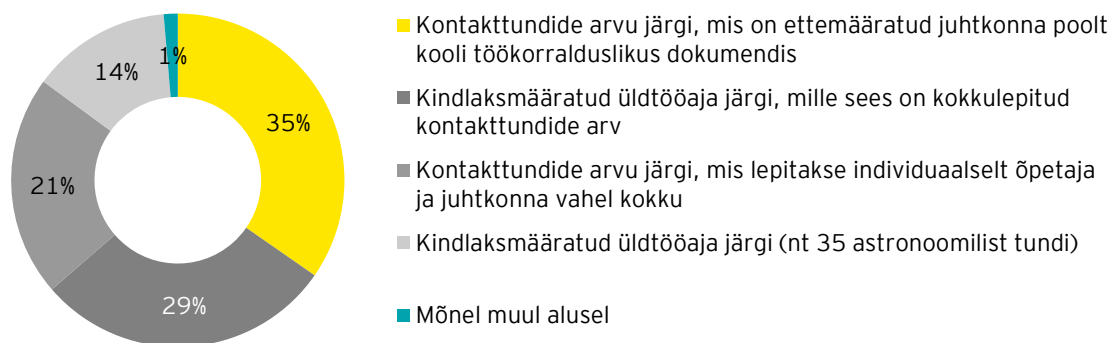 1%
14%
35%
21%
29%
Kontakttundide arvu järgi, mis on ettemääratud juhtkonna poolt
kooli töökorralduslikus dokumendis
Kindlaksmääratud üldtööaja järgi, mille sees on kokkulepitud
kontakttundide arv
Kontakttundide arvu järgi, mis lepitakse individuaalselt õpetaja
ja juhtkonna vahel kokku
Kindlaksmääratud üldtööaja järgi (nt 35 astronoomilist tundi)
Mõnel muul alusel